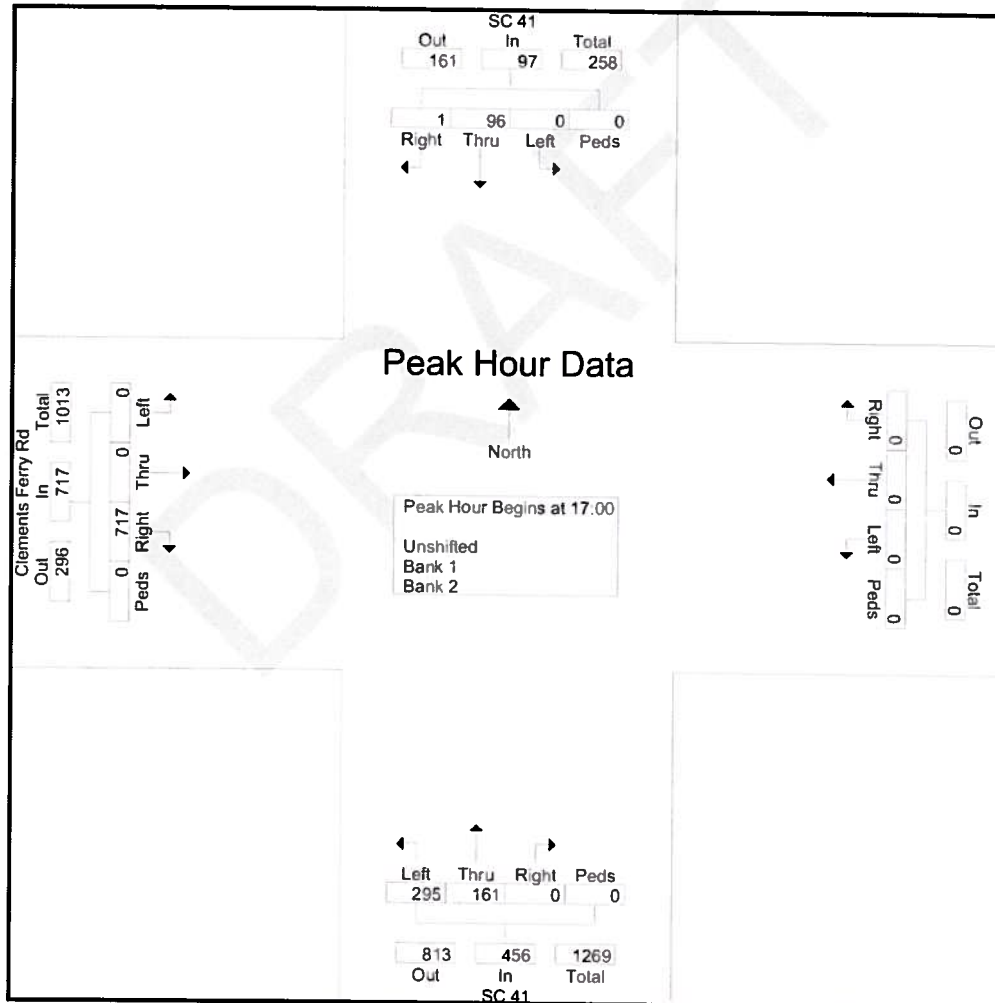 SC 41
Out In Total
161 97 258
1 96 0 0
Right Thru Left Peds
DRAFT
Peak Hour Data
North
Peak Hour Begins at 17:00
Unshifted
Bank 1
Bank 2
Clements Ferry Rd
Out In Total
296 717 1013
0 717 0 0
Peds Right Thru Left
Out In Total
0 0 0
0 0 0 0
Right Thru Left Peds
Left Thru Right Peds
295 161 0 0
813 456 1269
Out In Total
SC 41